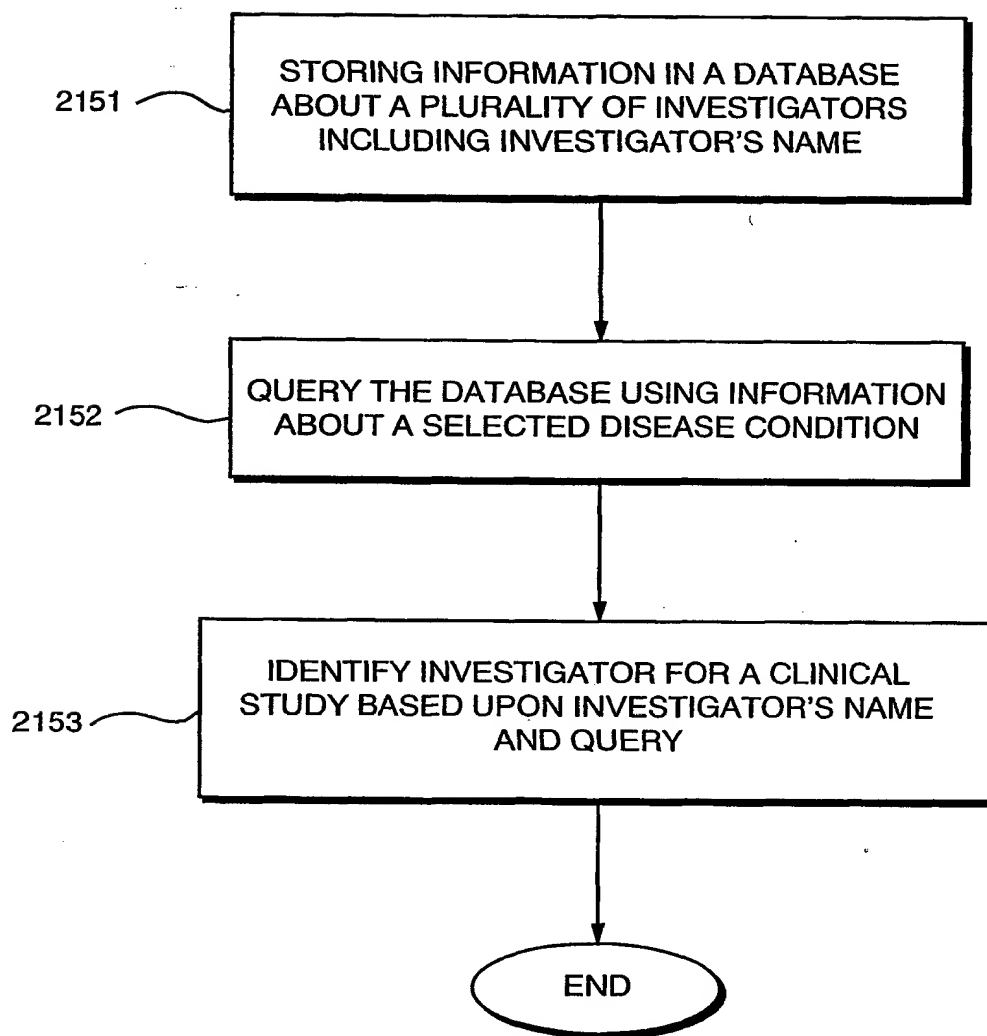 2151
STORING INFORMATION IN A DATABASE
ABOUT A PLURALITY OF INVESTIGATORS
INCLUDING INVESTIGATOR'S NAME
2152
QUERY THE DATABASE USING INFORMATION
ABOUT A SELECTED DISEASE CONDITION
2153
IDENTIFY INVESTIGATOR FOR A CLINICAL
STUDY BASED UPON INVESTIGATOR'S NAME
AND QUERY
END